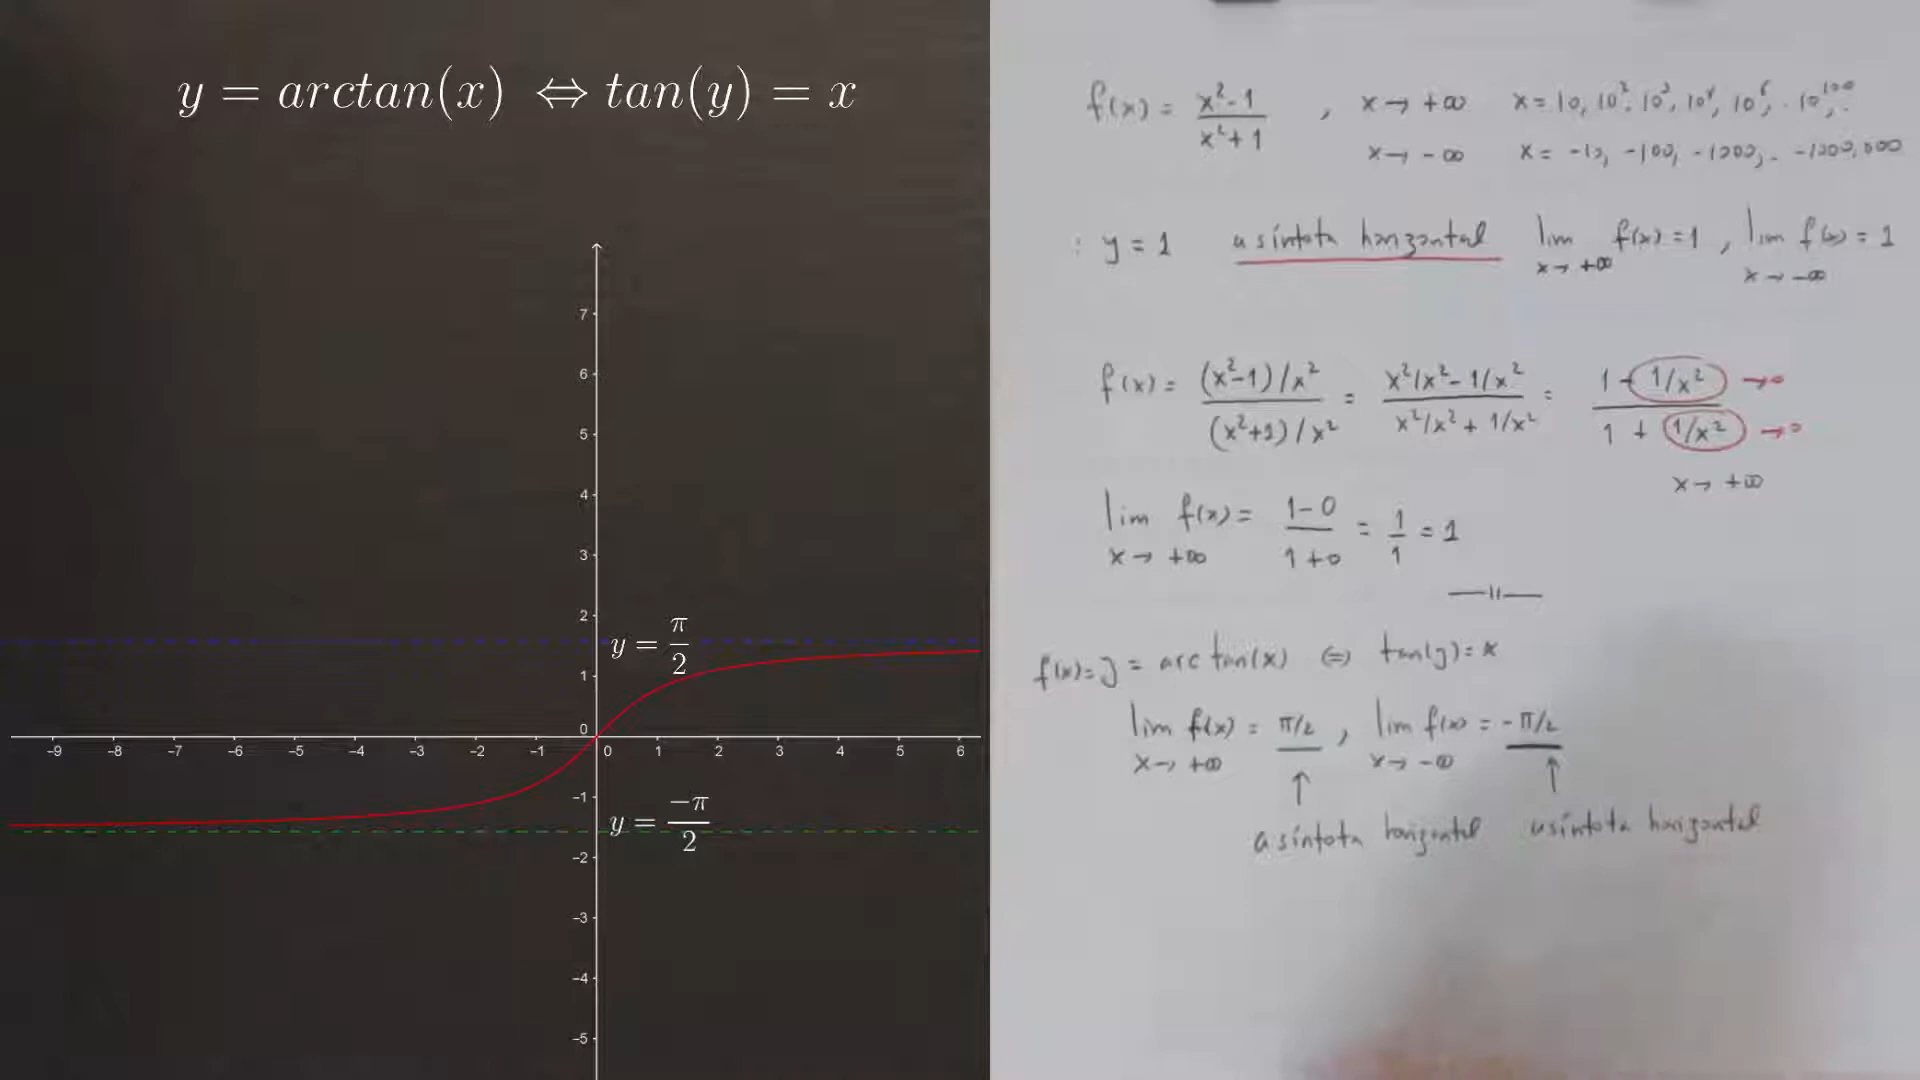 y = arctan(x) ⇔ tan(y) = x
7
6
5
4
3
2
y = π/2
1
0
-9 -8 -7 -6 -5 -4 -3 -2 -1 0 1 2 3 4 5 6
-1
y = -π/2
-2
-3
-4
-5
f(x) = (x²-1)/(x²+1) , x → +∞ x = 10, 10², 10³, 10⁴, 10⁶, . 10¹⁰⁰, .
x → -∞ x = -10, -100, -1000, . -1000,000
: y = 1 asíntota horizontal lim x→+∞ f(x) = 1 , lim x→-∞ f(x) = 1
f(x) = (x²-1)/x² / (x²+1)/x² = x²/x² - 1/x² / x²/x² + 1/x² = 1 - 1/x² → 0 / 1 + 1/x² → 0
x → +∞
lim x→+∞ f(x) = 1-0 / 1+0 = 1/1 = 1
f(x) = y = arc tan(x) ⇔ tan(y) = x
lim x→+∞ f(x) = π/2 , lim x→-∞ f(x) = -π/2
↑ ↑
asíntota horizontal asíntota horizontal